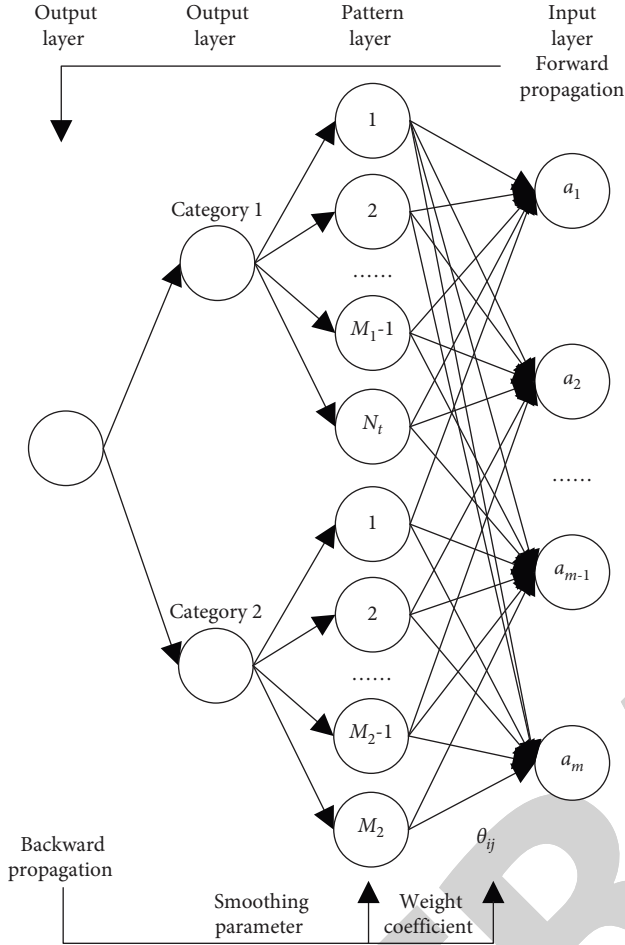 Output layer
Output layer
Pattern layer
Input layer
Forward propagation
1
2
......
M₁-1
Nₜ
Category 1
1
2
......
M₂-1
M₂
Category 2
a₁
a₂
......
aₘ₋₁
aₘ
θᵢⱼ
Backward propagation
Smoothing parameter
Weight coefficient